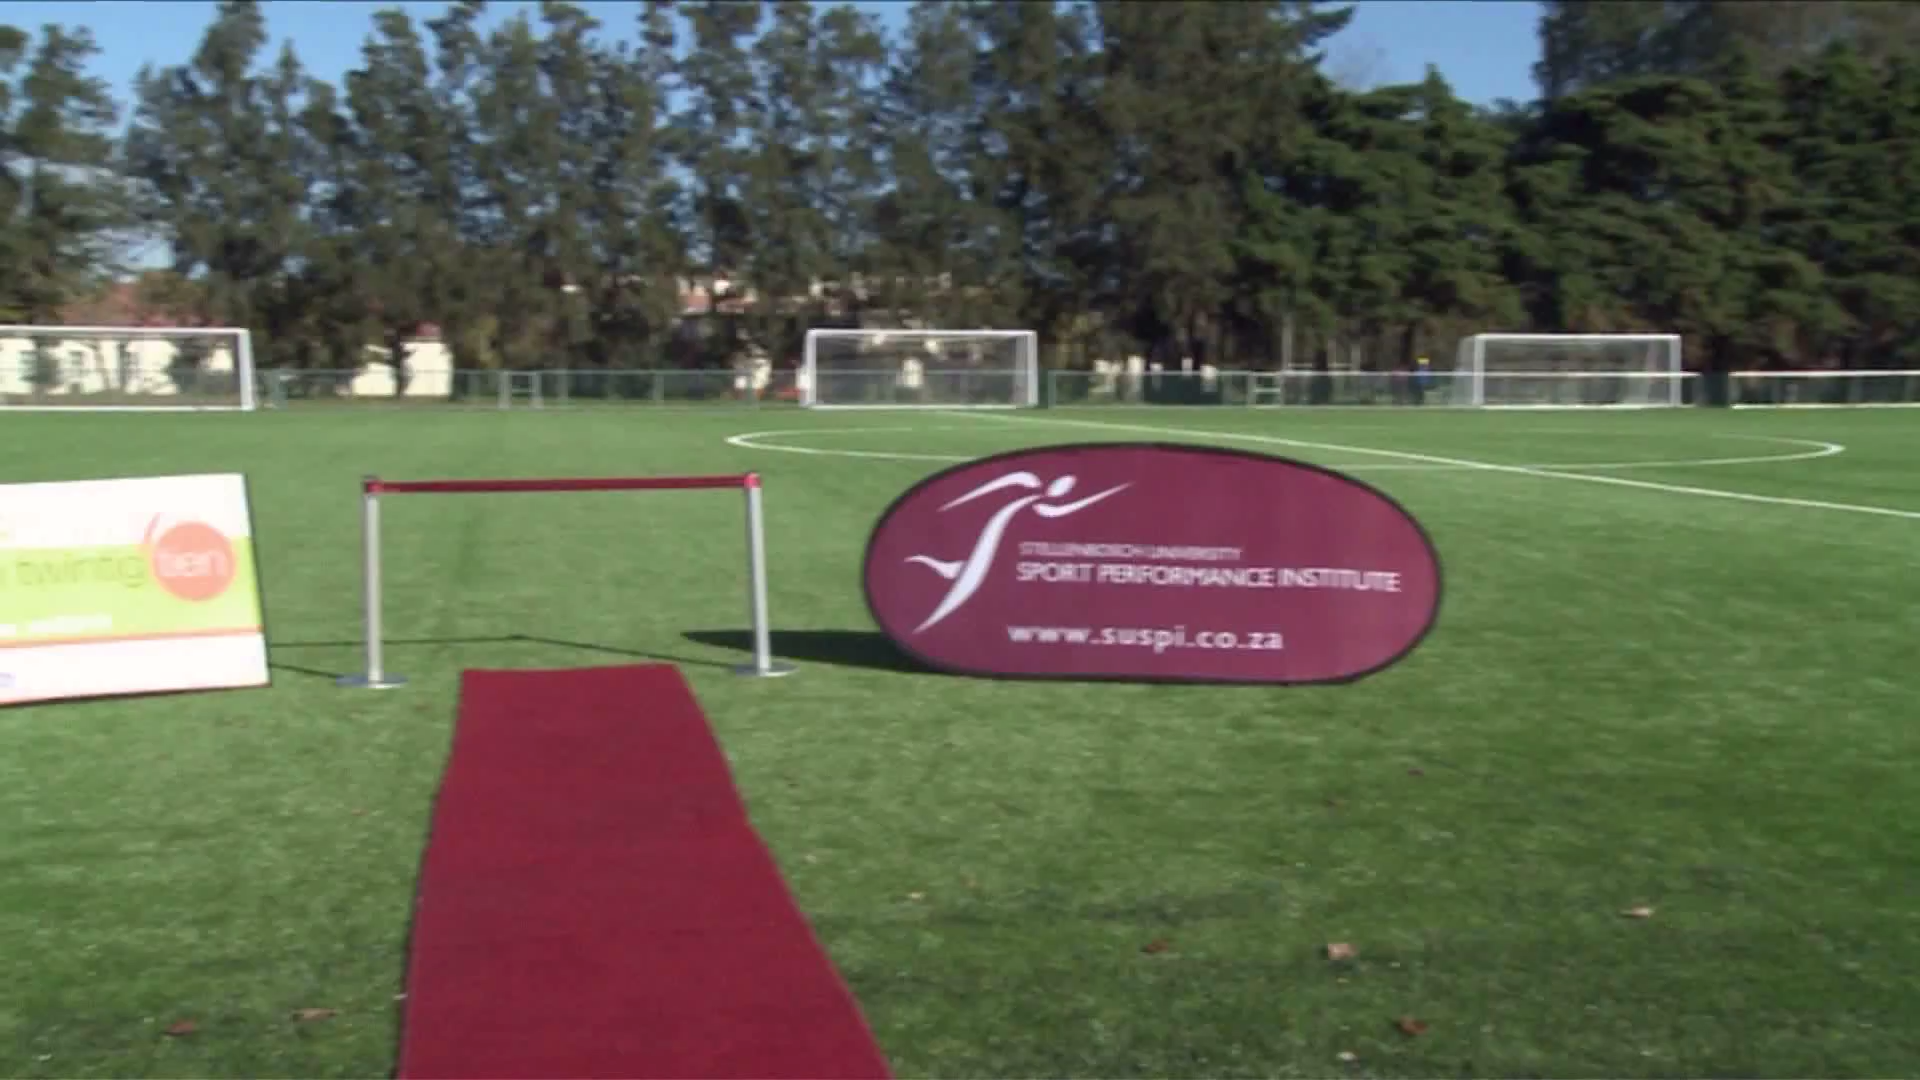 twintig
tien
STELLENBOSCH UNIVERSITY
SPORT PERFORMANCE INSTITUTE
www.suspi.co.za